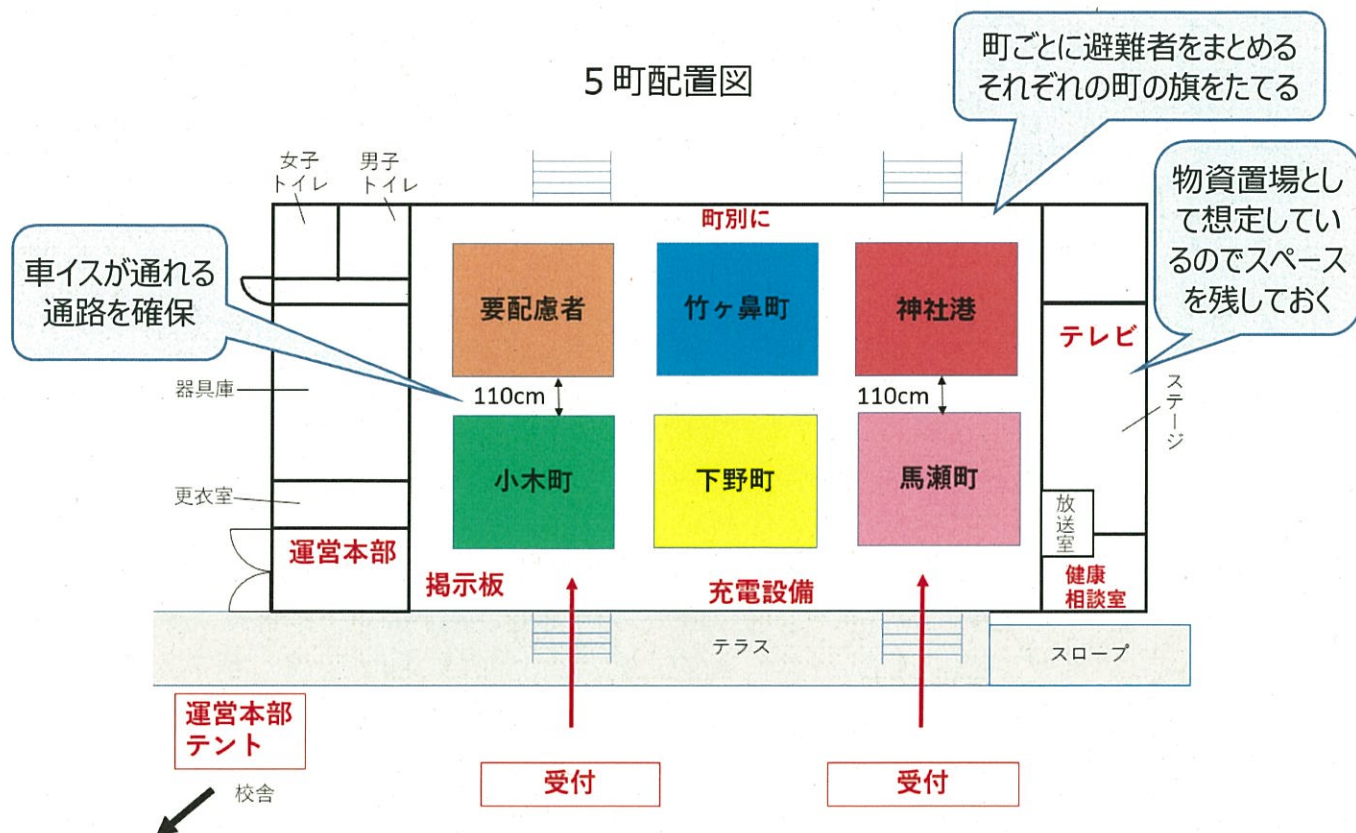 5町配置図
町ごとに避難者をまとめる
それぞれの町の旗をたてる
女子
トイレ
男子
トイレ
物資置場とし
て想定してい
るのでスペース
を残しておく
町別に
車イスが通れる
通路を確保
要配慮者
竹ヶ鼻町
神社港
テレビ
器具庫
110cm
110cm
ステージ
小木町
下野町
馬瀬町
更衣室
放送室
運営本部
掲示板
充電設備
健康
相談室
テラス
スロープ
運営本部
テント
受付
受付
校舎